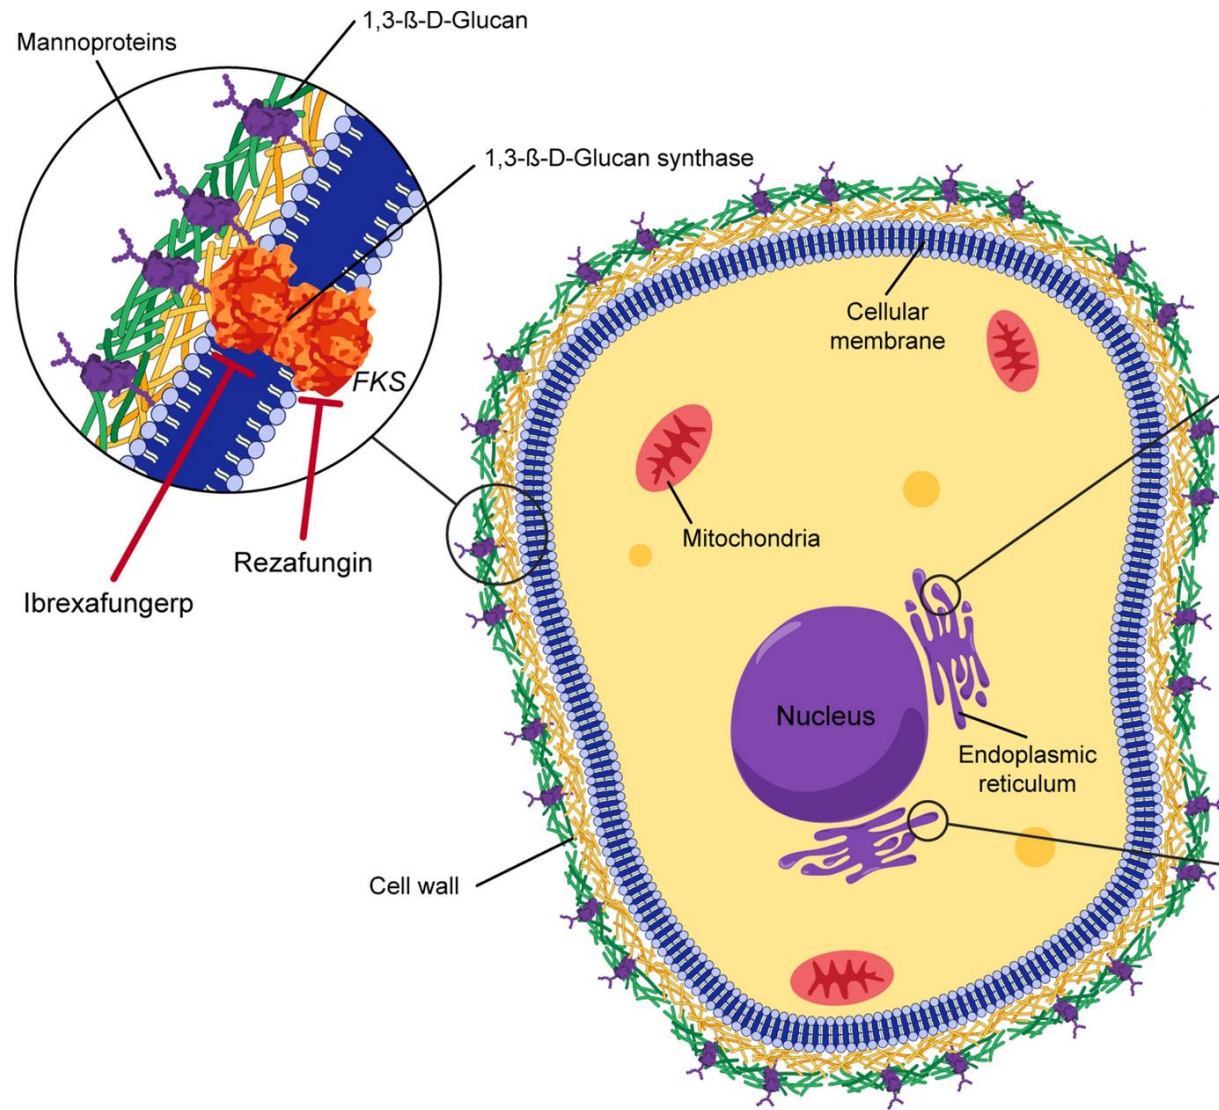 1,3-ß-D-Glucan
Mannoproteins
1,3-ß-D-Glucan synthase
FKS
Rezafungin
Ibrexafungerp
Cellular
membrane
Mitochondria
Nucleus
Endoplasmic
reticulum
Cell wall